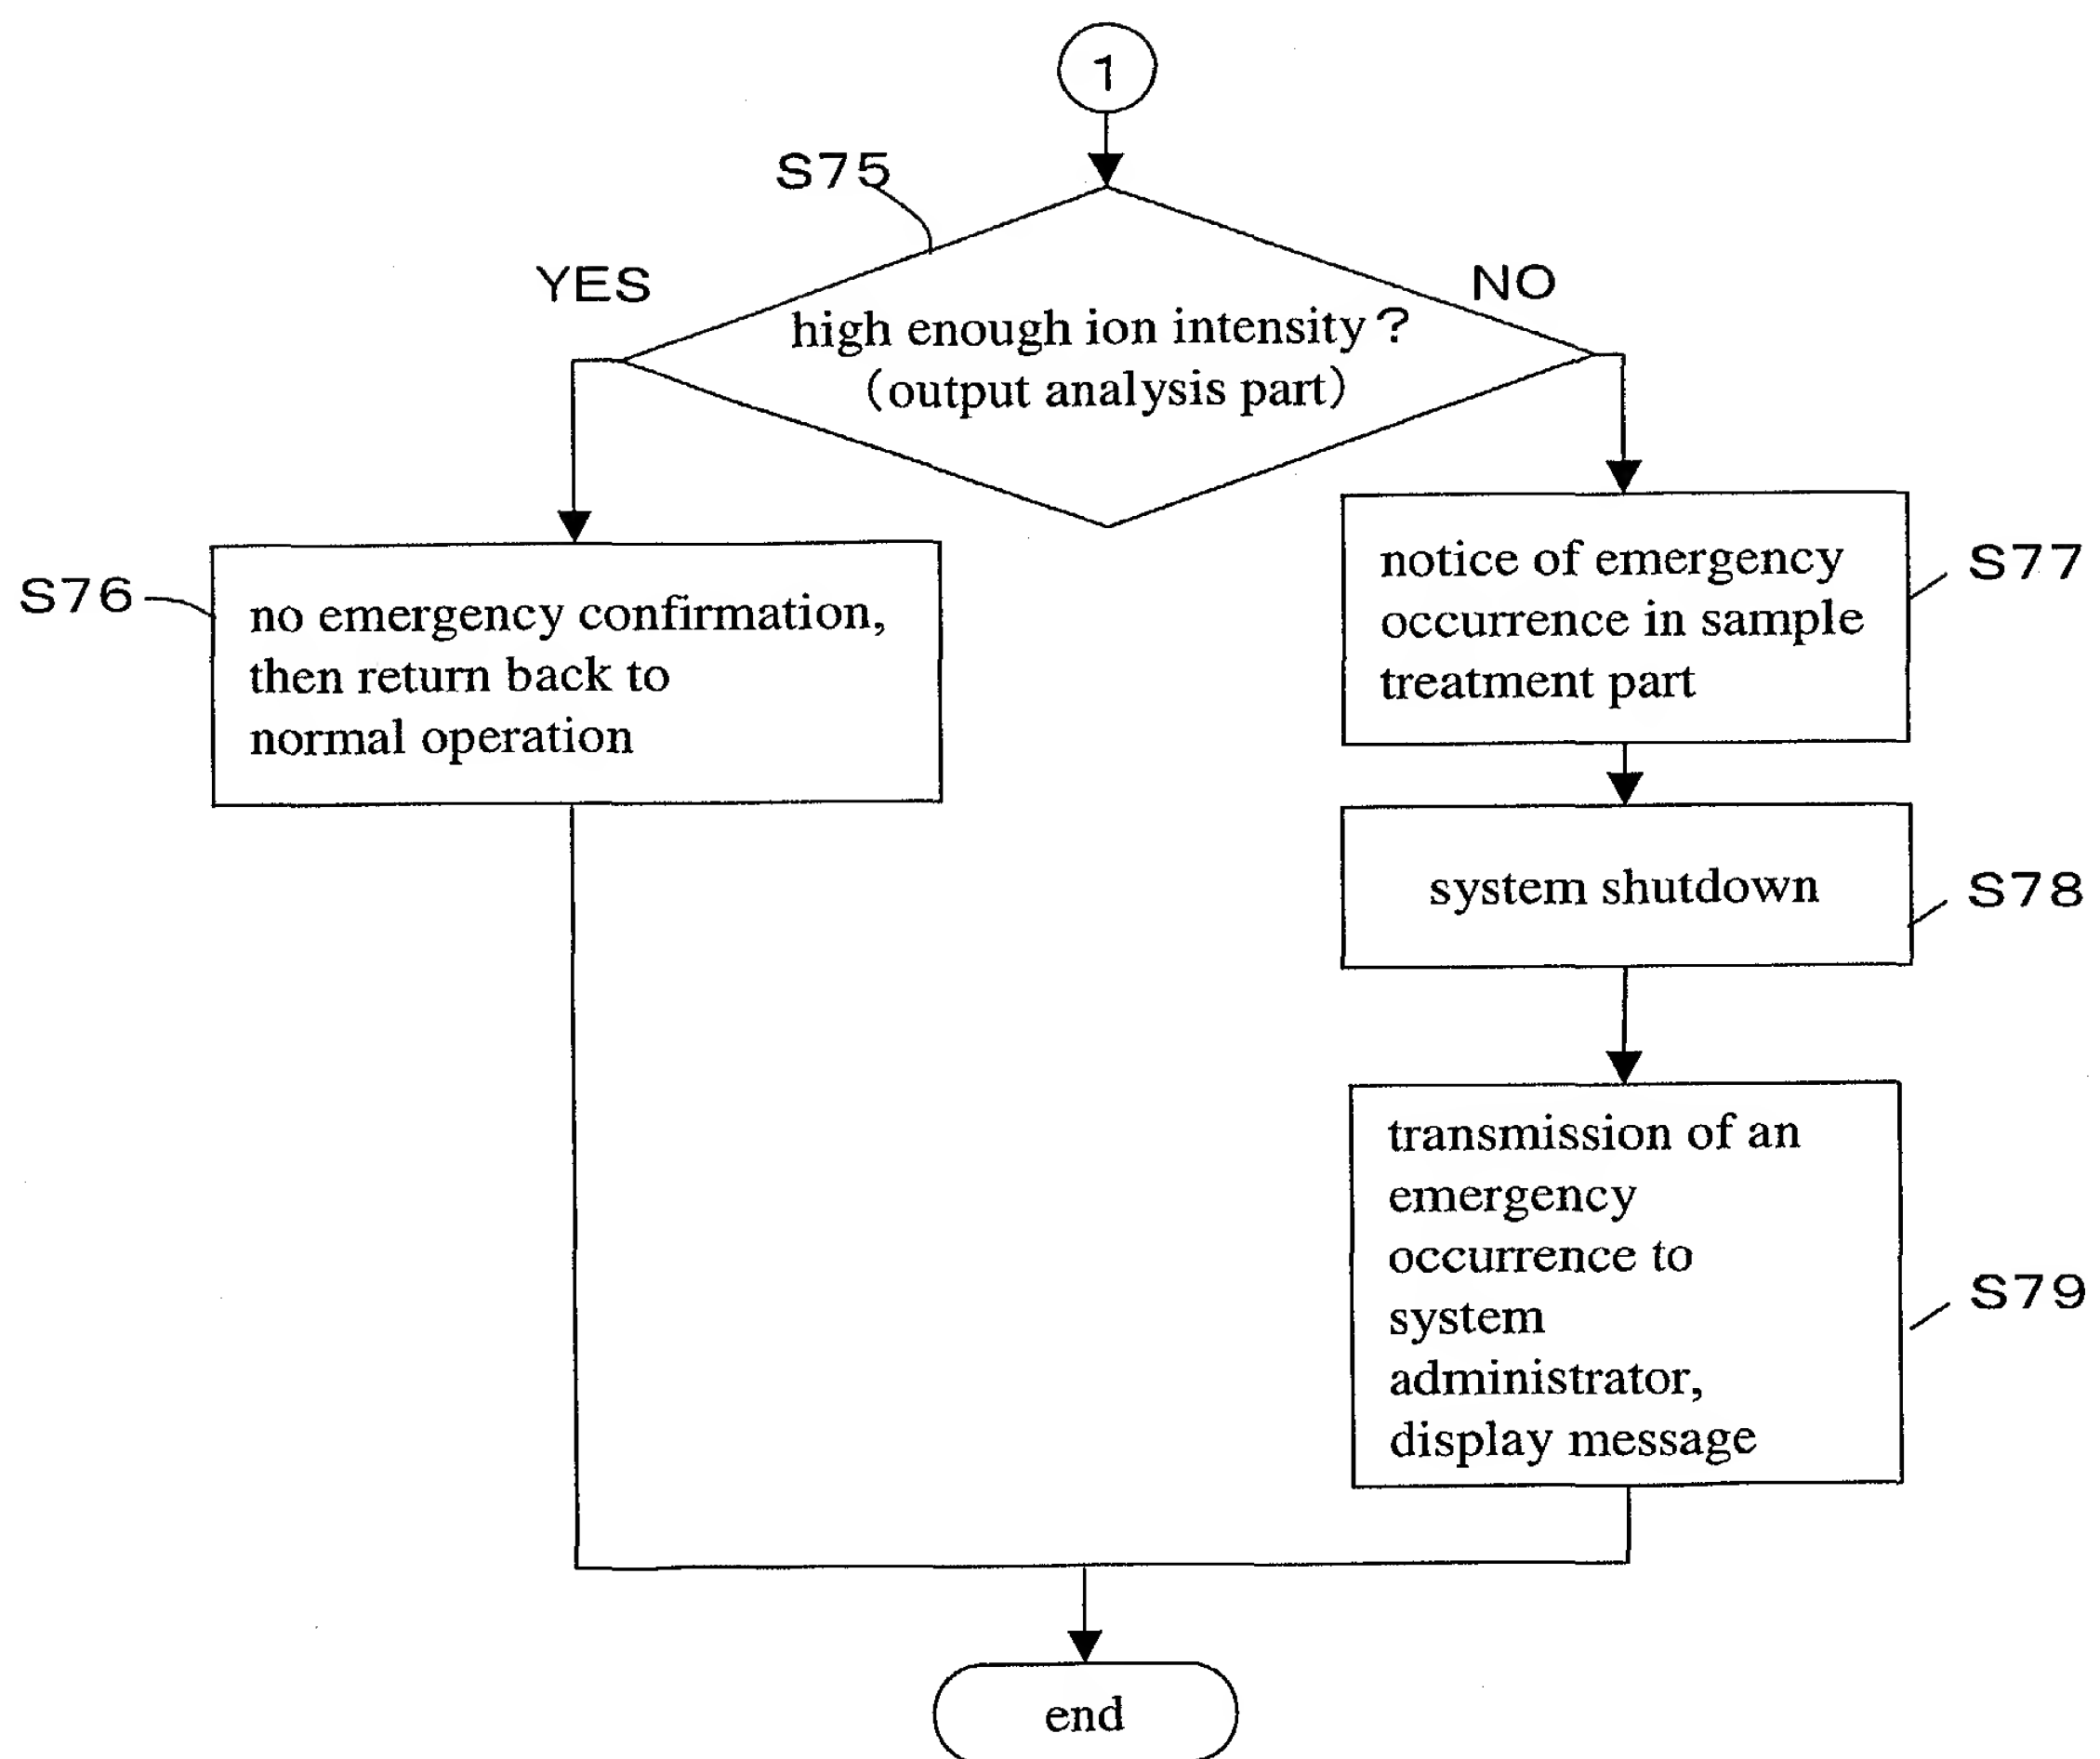 1
S75
YES
NO
high enough ion intensity?
(output analysis part)
S76
no emergency confirmation,
then return back to
normal operation
notice of emergency
occurrence in sample
treatment part
S77
system shutdown
S78
transmission of an
emergency
occurrence to
system
administrator,
display message
S79
end